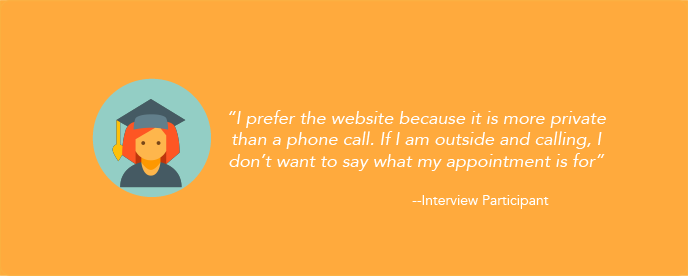 “I prefer the website because it is more private
than a phone call. If I am outside and calling, I
don’t want to say what my appointment is for”
--Interview Participant